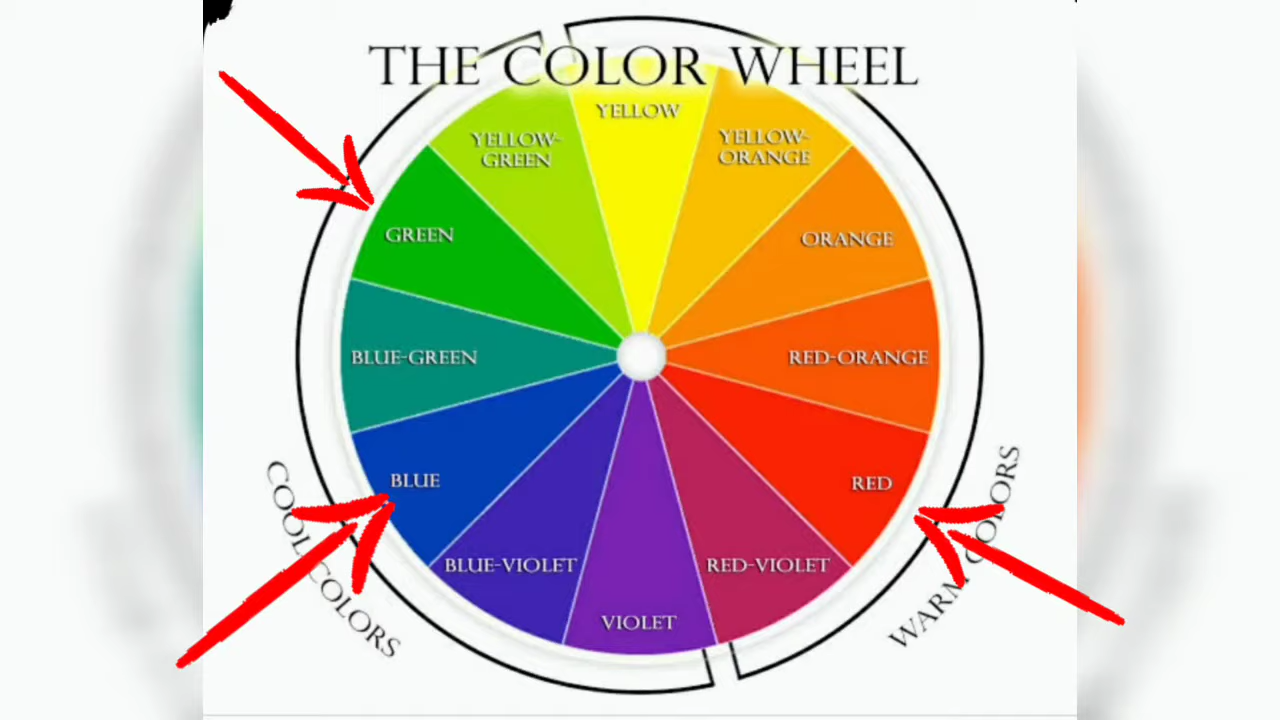 THE COLOR WHEEL
YELLOW
YELLOW-
GREEN
YELLOW-
ORANGE
GREEN
ORANGE
BLUE-GREEN
RED-ORANGE
BLUE
RED
BLUE-VIOLET
RED-VIOLET
VIOLET
COOL COLORS
WARM COLORS